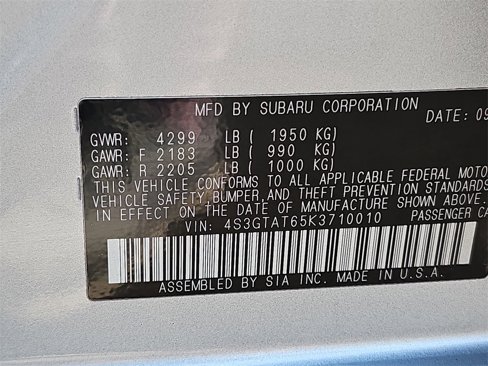 MFD BY SUBARU CORPORATION DATE: 09
GVWR: 4299 LB ( 1950 KG)
GAWR: F 2183 LB ( 990 KG)
GAWR: R 2205 LB ( 1000 KG)
THIS VEHICLE CONFORMS TO ALL APPLICABLE FEDERAL MOTO
VEHICLE SAFETY,BUMPER,AND THEFT PREVENTION STANDARDS
IN EFFECT ON THE DATE OF MANUFACTURE SHOWN ABOVE.
VIN: 4S3GTAT65K3710010 PASSENGER CA
ASSEMBLED BY SIA INC. MADE IN U.S.A.